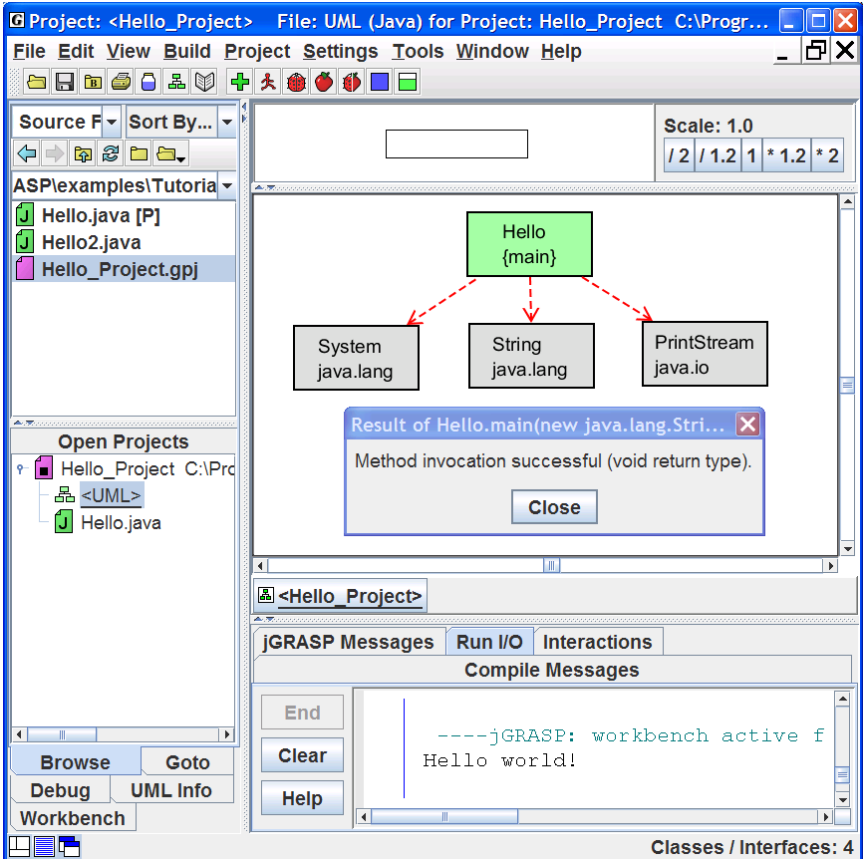 Project: <Hello_Project>   File: UML (Java) for Project: Hello_Project  C:\Progr...
File Edit View Build Project Settings Tools Window Help
Source F Sort By...
ASP\examples\Tutoria
Hello.java [P]
Hello2.java
Hello_Project.gpj
Open Projects
Hello_Project  C:\Prc
<UML>
Hello.java
Browse Goto
Debug UML Info
Workbench
Scale: 1.0
/ 2 / 1.2 1 * 1.2 * 2
Hello
{main}
System
java.lang
String
java.lang
PrintStream
java.io
Result of Hello.main(new java.lang.Stri...
Method invocation successful (void return type).
Close
<Hello_Project>
jGRASP Messages Run I/O Interactions
Compile Messages
End
Clear
Help
----jGRASP: workbench active f
Hello world!
Classes / Interfaces: 4